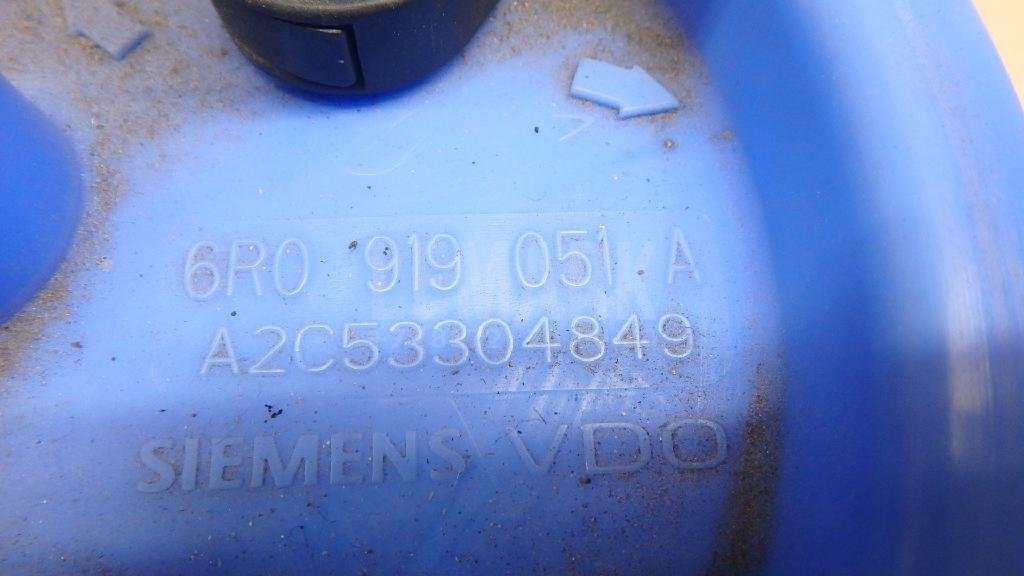 6R0 919 051 A
A2C53304849
SIEMENS VDO